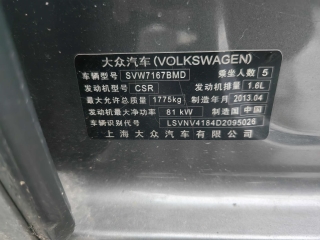 大众汽车(VOLKSWAGEN)
车辆型号 SVW7167BMD 乘坐人数 5
发动机型号 CSR 发动机排量 1.6L
最大允许总质量 1775kg 制造年月 2013.04
发动机最大净功率 81 kW 制造国 中国
车辆识别代号 LSVNV4184D2095026
上海大众汽车有限公司